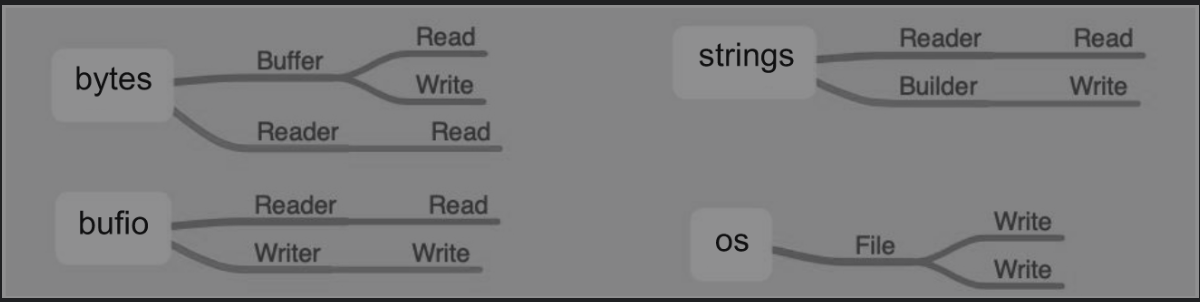 bytes
Buffer
Read
Write
Reader Read
bufio
Reader Read
Writer Write
strings
Reader Read
Builder Write
os
File
Write
Write